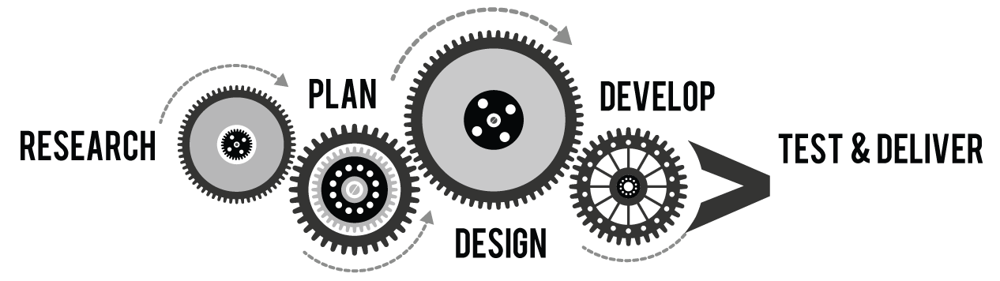 RESEARCH
PLAN
DESIGN
DEVELOP
TEST & DELIVER